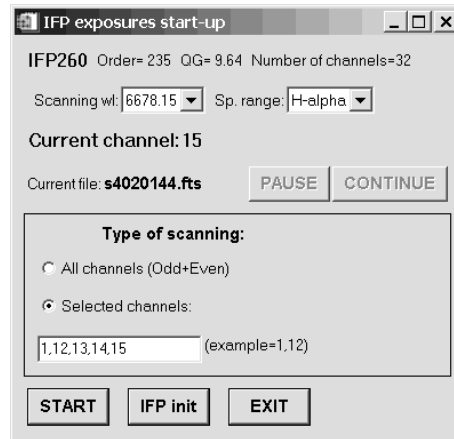 IFP exposures start-up
IFP260 Order= 235 QG= 9.64 Number of channels=32
Scanning wl: 6678.15 Sp. range: H-alpha
Current channel: 15
Current file: s4020144.fts PAUSE CONTINUE
Type of scanning:
All channels (Odd+Even)
Selected channels:
1,12,13,14,15 (example=1,12)
START IFP init EXIT